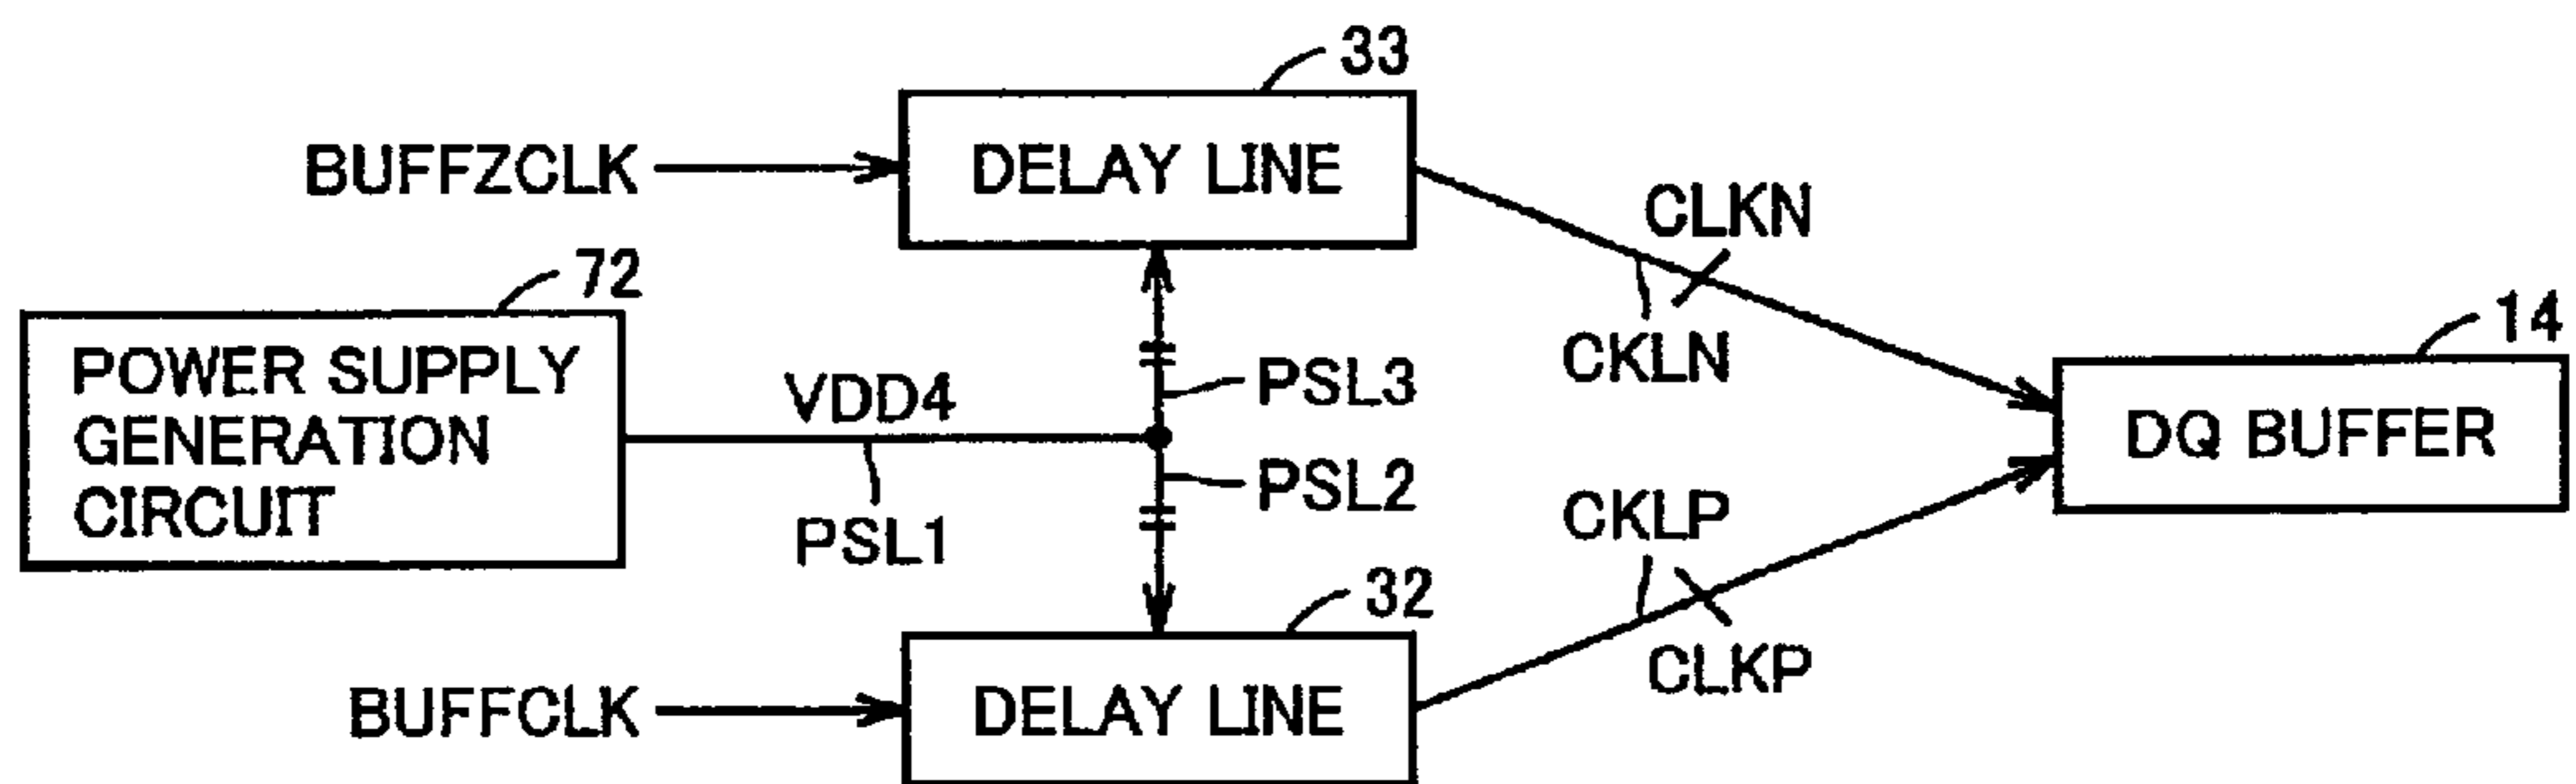 33
BUFFZCLK
DELAY LINE
CLKN
CKLN
72
POWER SUPPLY
GENERATION
CIRCUIT
VDD4
PSL1
PSL3
PSL2
14
DQ BUFFER
CKLP
CLKP
32
BUFFCLK
DELAY LINE